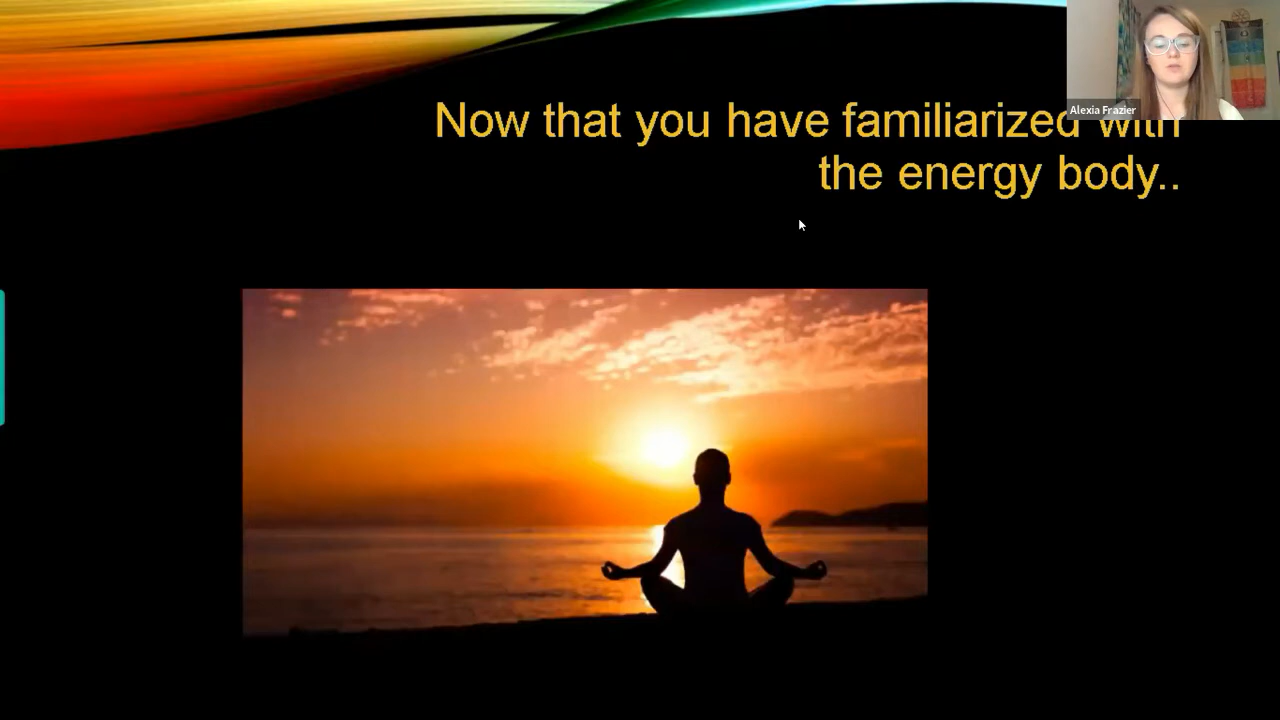 Now that you have familiarized with
the energy body..
Alexia Frazier